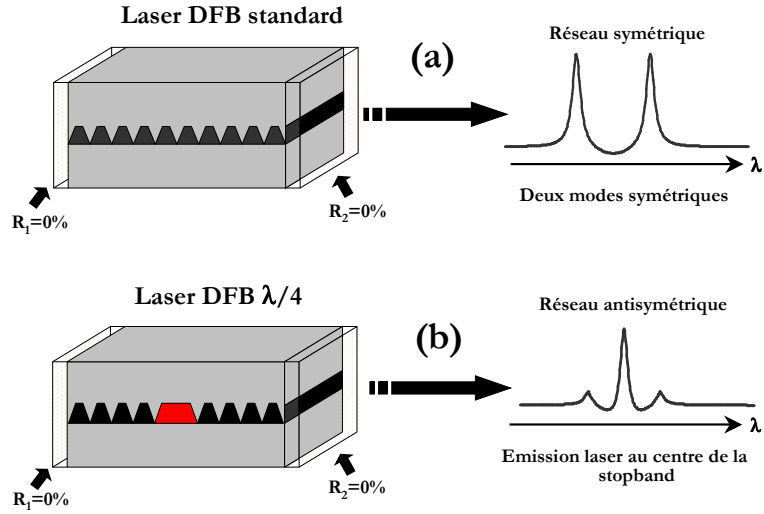 Laser DFB standard
(a)
Réseau symétrique
λ
Deux modes symétriques
R1=0%
R2=0%
Laser DFB λ/4
(b)
Réseau antisymétrique
λ
Emission laser au centre de la
stopband
R1=0%
R2=0%